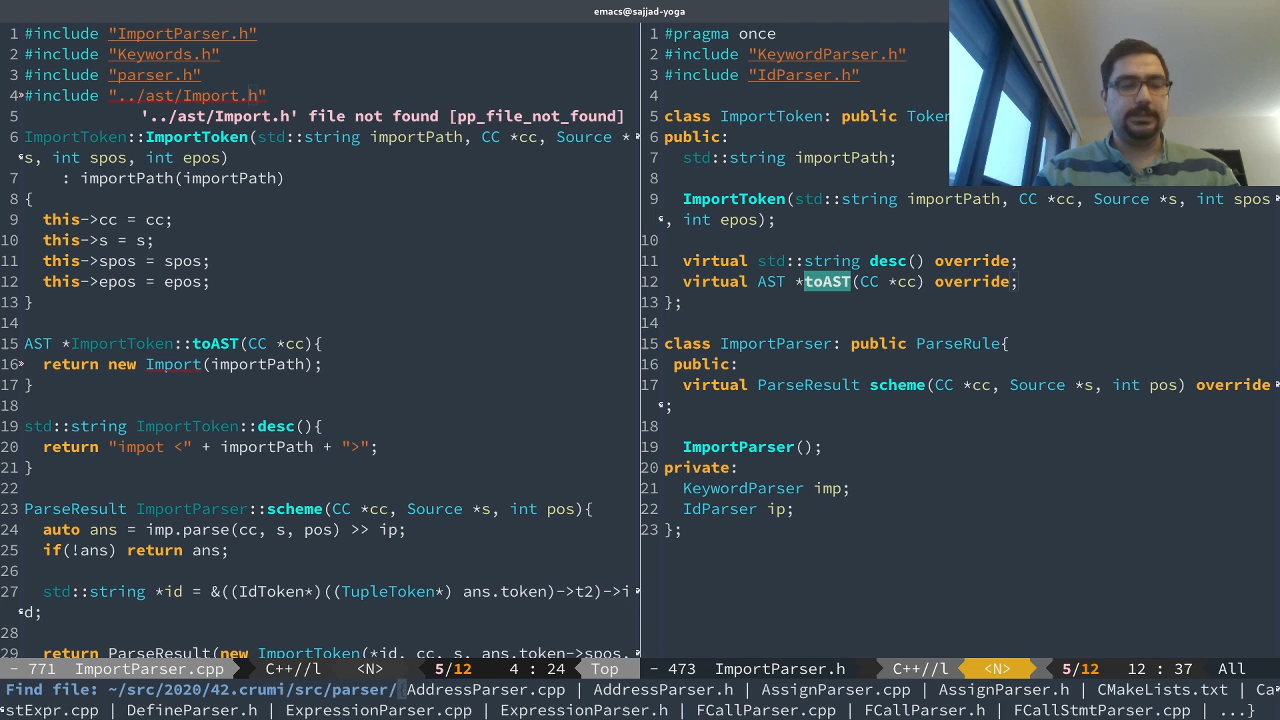 emacs@sajjad-yoga
1 #include "ImportParser.h"
2 #include "Keywords.h"
3 #include "parser.h"
4 #include "../ast/Import.h"
5 '../ast/Import.h' file not found [pp_file_not_found]
6 ImportToken::ImportToken(std::string importPath, CC *cc, Source *
s, int spos, int epos)
7 : importPath(importPath)
8 {
9 this->cc = cc;
10 this->s = s;
11 this->spos = spos;
12 this->epos = epos;
13 }
14
15 AST *ImportToken::toAST(CC *cc){
16 return new Import(importPath);
17 }
18
19 std::string ImportToken::desc(){
20 return "impot <" + importPath + ">";
21 }
22
23 ParseResult ImportParser::scheme(CC *cc, Source *s, int pos){
24 auto ans = imp.parse(cc, s, pos) >> ip;
25 if(!ans) return ans;
26
27 std::string *id = &((IdToken*)((TupleToken*) ans.token)->t2)->i
d;
28
29 return ParseResult(new ImportToken(*id, cc, s, ans.token->spos,
- 771 ImportParser.cpp C++//l <N> 5/12 4 : 24 Top
1 #pragma once
2 #include "KeywordParser.h"
3 #include "IdParser.h"
4
5 class ImportToken: public Token
6 public:
7 std::string importPath;
8
9 ImportToken(std::string importPath, CC *cc, Source *s, int spos
, int epos);
10
11 virtual std::string desc() override;
12 virtual AST *toAST(CC *cc) override;
13 };
14
15 class ImportParser: public ParseRule{
16 public:
17 virtual ParseResult scheme(CC *cc, Source *s, int pos) override
;
18
19 ImportParser();
20 private:
21 KeywordParser imp;
22 IdParser ip;
23 };
- 473 ImportParser.h C++//l <N> 5/12 12 : 37 All
Find file: ~/src/2020/42.crumi/src/parser/{AddressParser.cpp | AddressParser.h | AssignParser.cpp | AssignParser.h | CMakeLists.txt | Ca
stExpr.cpp | DefineParser.h | ExpressionParser.cpp | ExpressionParser.h | FCallParser.cpp | FCallParser.h | FCallStmtParser.cpp | ...}